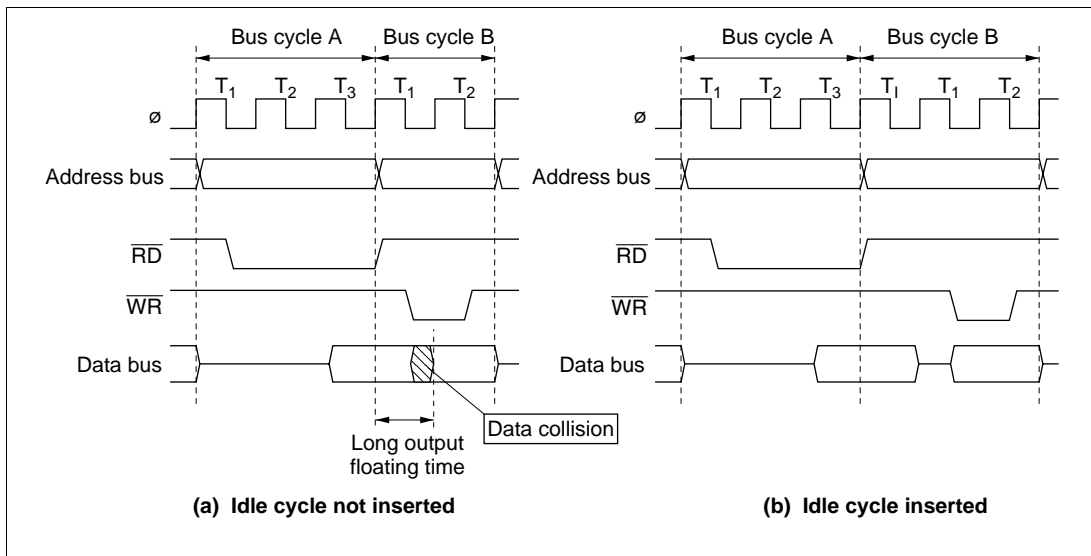 Bus cycle A Bus cycle B
T1 T2 T3 T1 T2
ø
Address bus
RD
WR
Data bus
Data collision
Long output
floating time
(a) Idle cycle not inserted
Bus cycle A Bus cycle B
T1 T2 T3 TI T1 T2
ø
Address bus
RD
WR
Data bus
(b) Idle cycle inserted